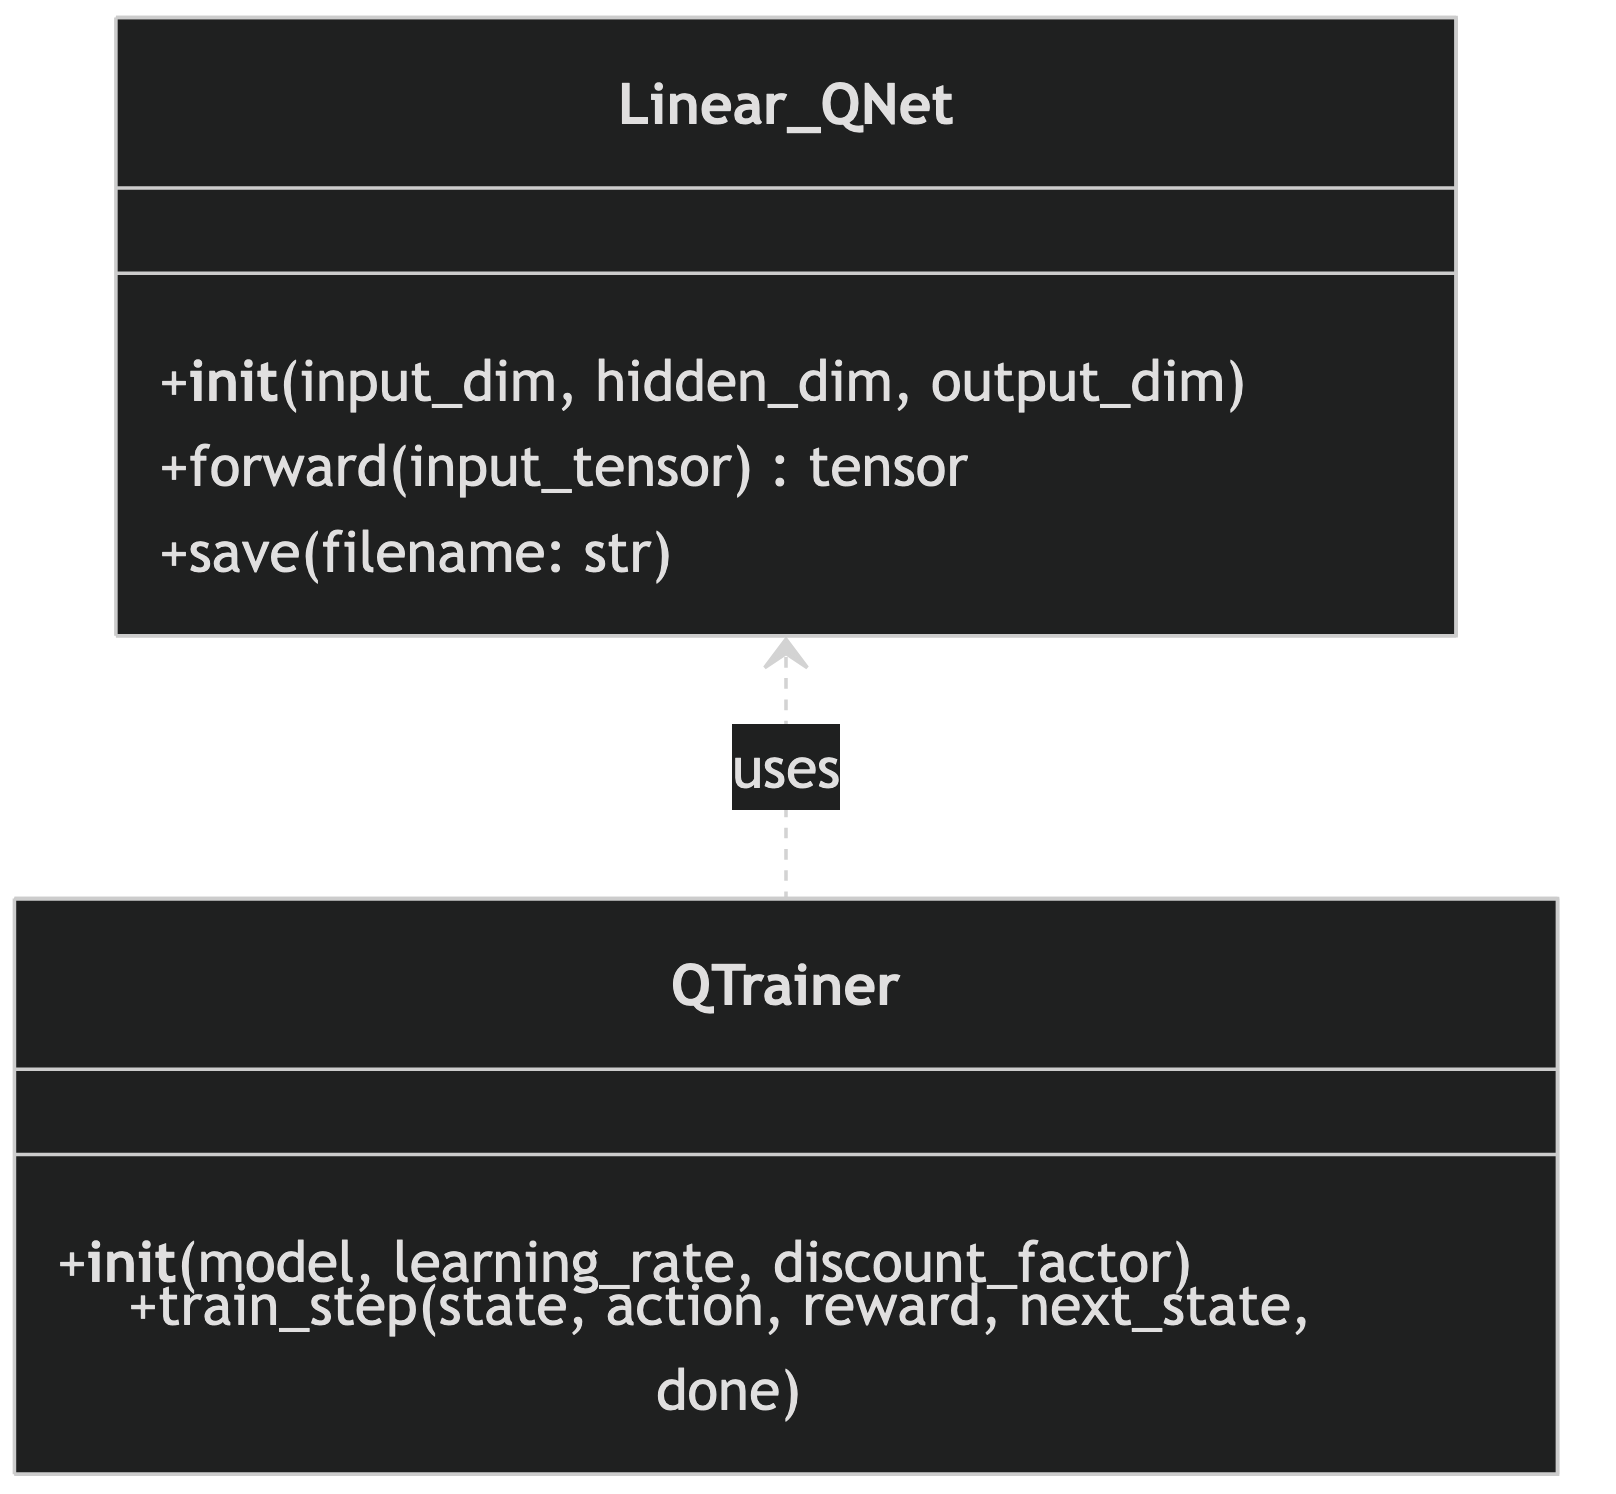 Linear_QNet
+init(input_dim, hidden_dim, output_dim)
+forward(input_tensor) : tensor
+save(filename: str)
uses
QTrainer
+init(model, learning_rate, discount_factor)
+train_step(state, action, reward, next_state,
done)